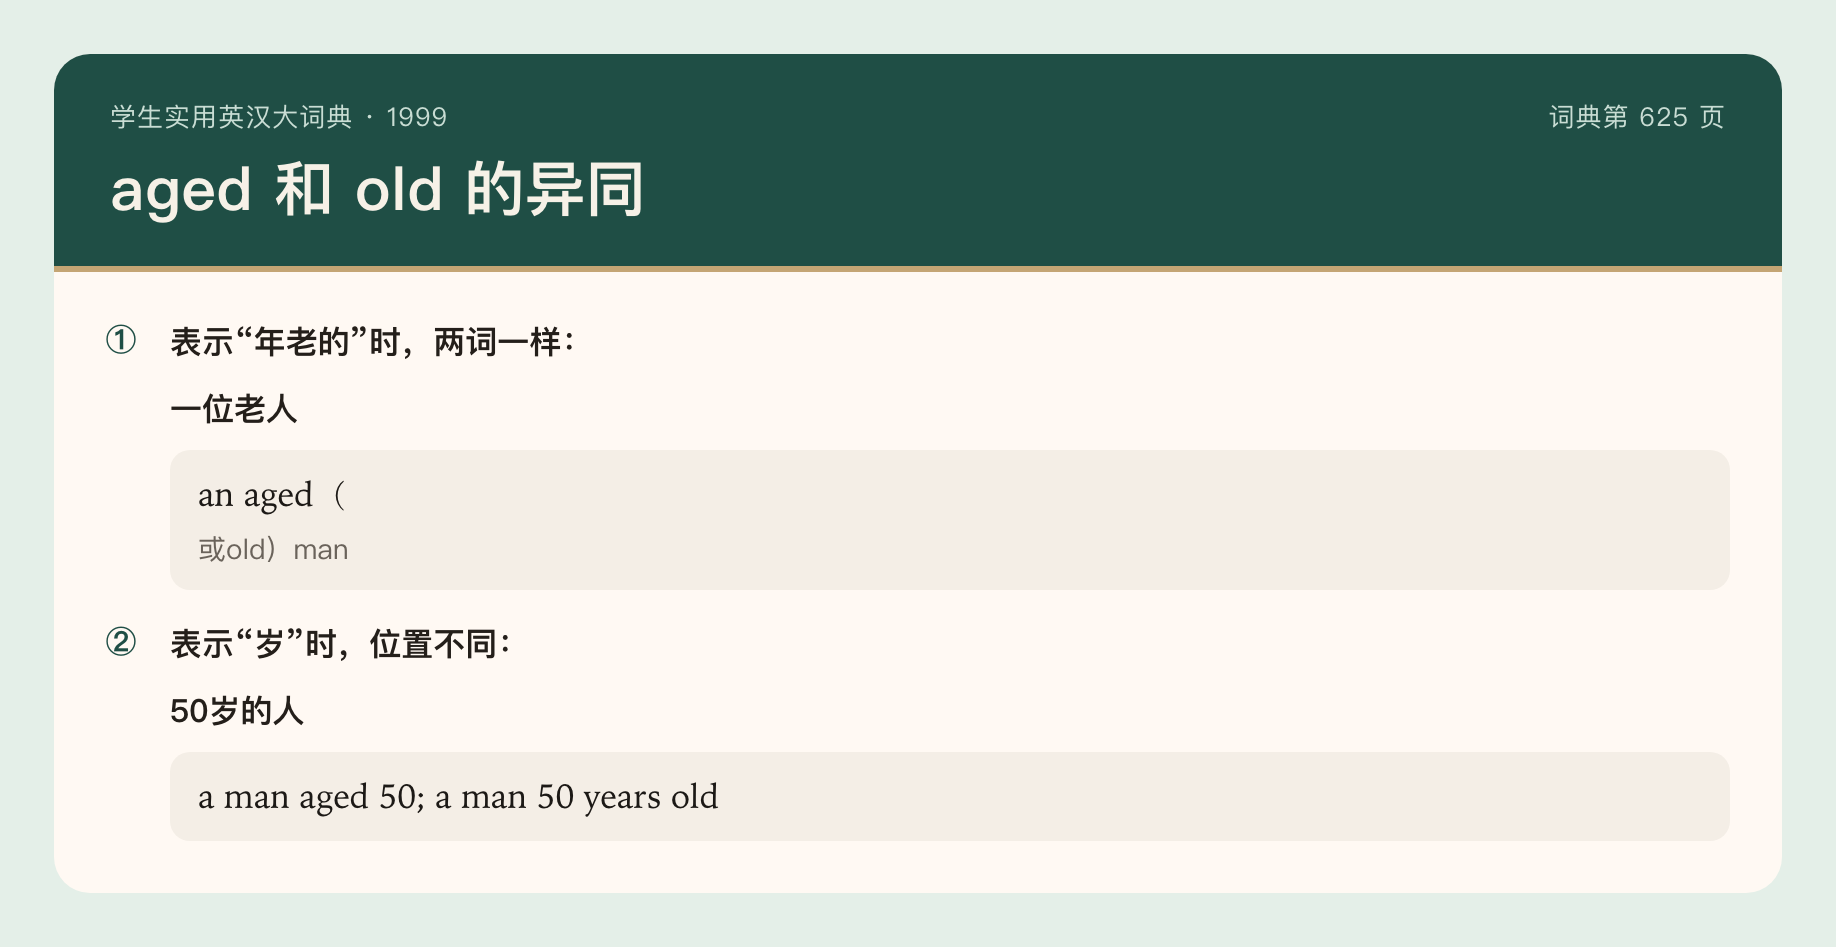 学生实用英汉大词典 · 1999
词典第 625 页
aged 和 old 的异同
① 表示“年老的”时，两词一样：
一位老人
an aged（
或old）man
② 表示“岁”时，位置不同：
50岁的人
a man aged 50; a man 50 years old